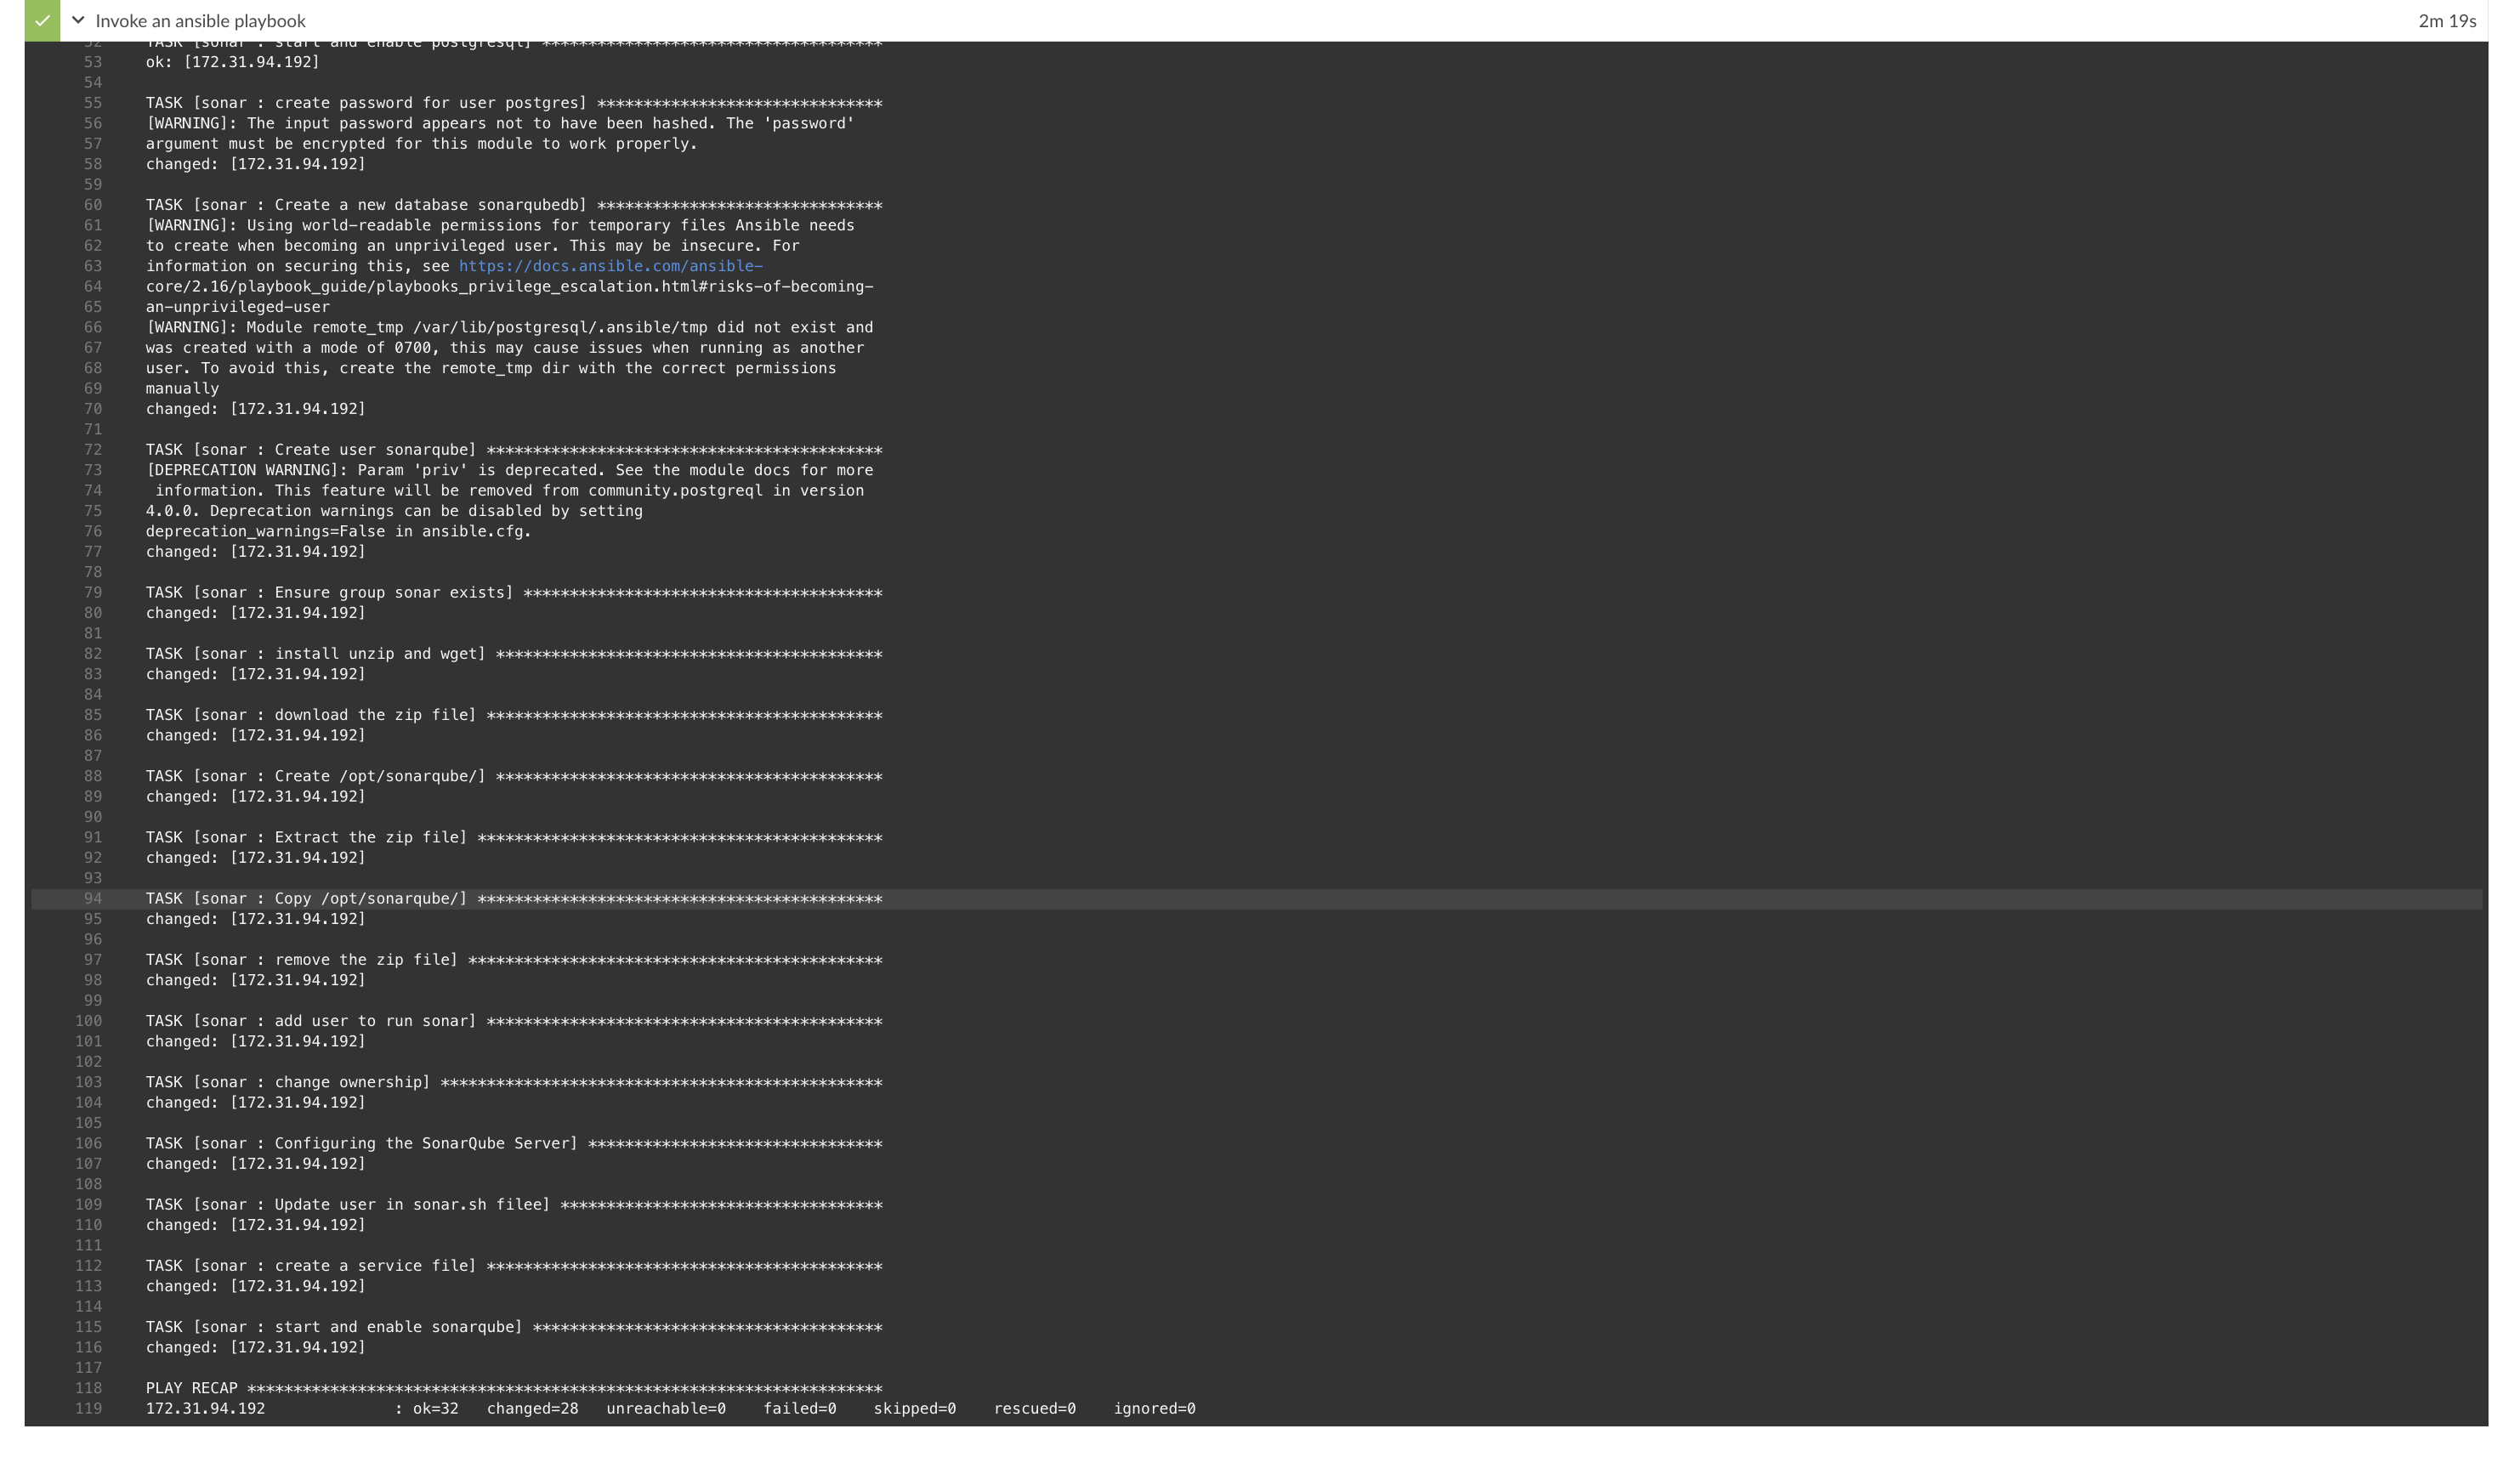 Invoke an ansible playbook 2m 19s
52 TASK [sonar : start and enable postgresql] *************************************
53 ok: [172.31.94.192]
54
55 TASK [sonar : create password for user postgres] *******************************
56 [WARNING]: The input password appears not to have been hashed. The 'password'
57 argument must be encrypted for this module to work properly.
58 changed: [172.31.94.192]
59
60 TASK [sonar : Create a new database sonarqubedb] *******************************
61 [WARNING]: Using world-readable permissions for temporary files Ansible needs
62 to create when becoming an unprivileged user. This may be insecure. For
63 information on securing this, see https://docs.ansible.com/ansible-
64 core/2.16/playbook_guide/playbooks_privilege_escalation.html#risks-of-becoming-
65 an-unprivileged-user
66 [WARNING]: Module remote_tmp /var/lib/postgresql/.ansible/tmp did not exist and
67 was created with a mode of 0700, this may cause issues when running as another
68 user. To avoid this, create the remote_tmp dir with the correct permissions
69 manually
70 changed: [172.31.94.192]
71
72 TASK [sonar : Create user sonarqube] *******************************************
73 [DEPRECATION WARNING]: Param 'priv' is deprecated. See the module docs for more
74 information. This feature will be removed from community.postgreql in version
75 4.0.0. Deprecation warnings can be disabled by setting
76 deprecation_warnings=False in ansible.cfg.
77 changed: [172.31.94.192]
78
79 TASK [sonar : Ensure group sonar exists] ***************************************
80 changed: [172.31.94.192]
81
82 TASK [sonar : install unzip and wget] ******************************************
83 changed: [172.31.94.192]
84
85 TASK [sonar : download the zip file] *******************************************
86 changed: [172.31.94.192]
87
88 TASK [sonar : Create /opt/sonarqube/] ******************************************
89 changed: [172.31.94.192]
90
91 TASK [sonar : Extract the zip file] ********************************************
92 changed: [172.31.94.192]
93
94 TASK [sonar : Copy /opt/sonarqube/] ********************************************
95 changed: [172.31.94.192]
96
97 TASK [sonar : remove the zip file] *********************************************
98 changed: [172.31.94.192]
99
100 TASK [sonar : add user to run sonar] *******************************************
101 changed: [172.31.94.192]
102
103 TASK [sonar : change ownership] ************************************************
104 changed: [172.31.94.192]
105
106 TASK [sonar : Configuring the SonarQube Server] ********************************
107 changed: [172.31.94.192]
108
109 TASK [sonar : Update user in sonar.sh filee] ***********************************
110 changed: [172.31.94.192]
111
112 TASK [sonar : create a service file] *******************************************
113 changed: [172.31.94.192]
114
115 TASK [sonar : start and enable sonarqube] **************************************
116 changed: [172.31.94.192]
117
118 PLAY RECAP *********************************************************************
119 172.31.94.192 : ok=32 changed=28 unreachable=0 failed=0 skipped=0 rescued=0 ignored=0